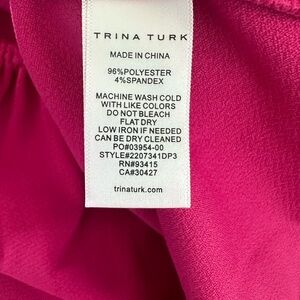 TRINA TURK
MADE IN CHINA
96%POLYESTER
4%SPANDEX
MACHINE WASH COLD
WITH LIKE COLORS
DO NOT BLEACH
FLAT DRY
LOW IRON IF NEEDED
CAN BE DRY CLEANED
PO#03954-00
STYLE#2207341DP3
RN#93415
CA#30427
trinaturk.com